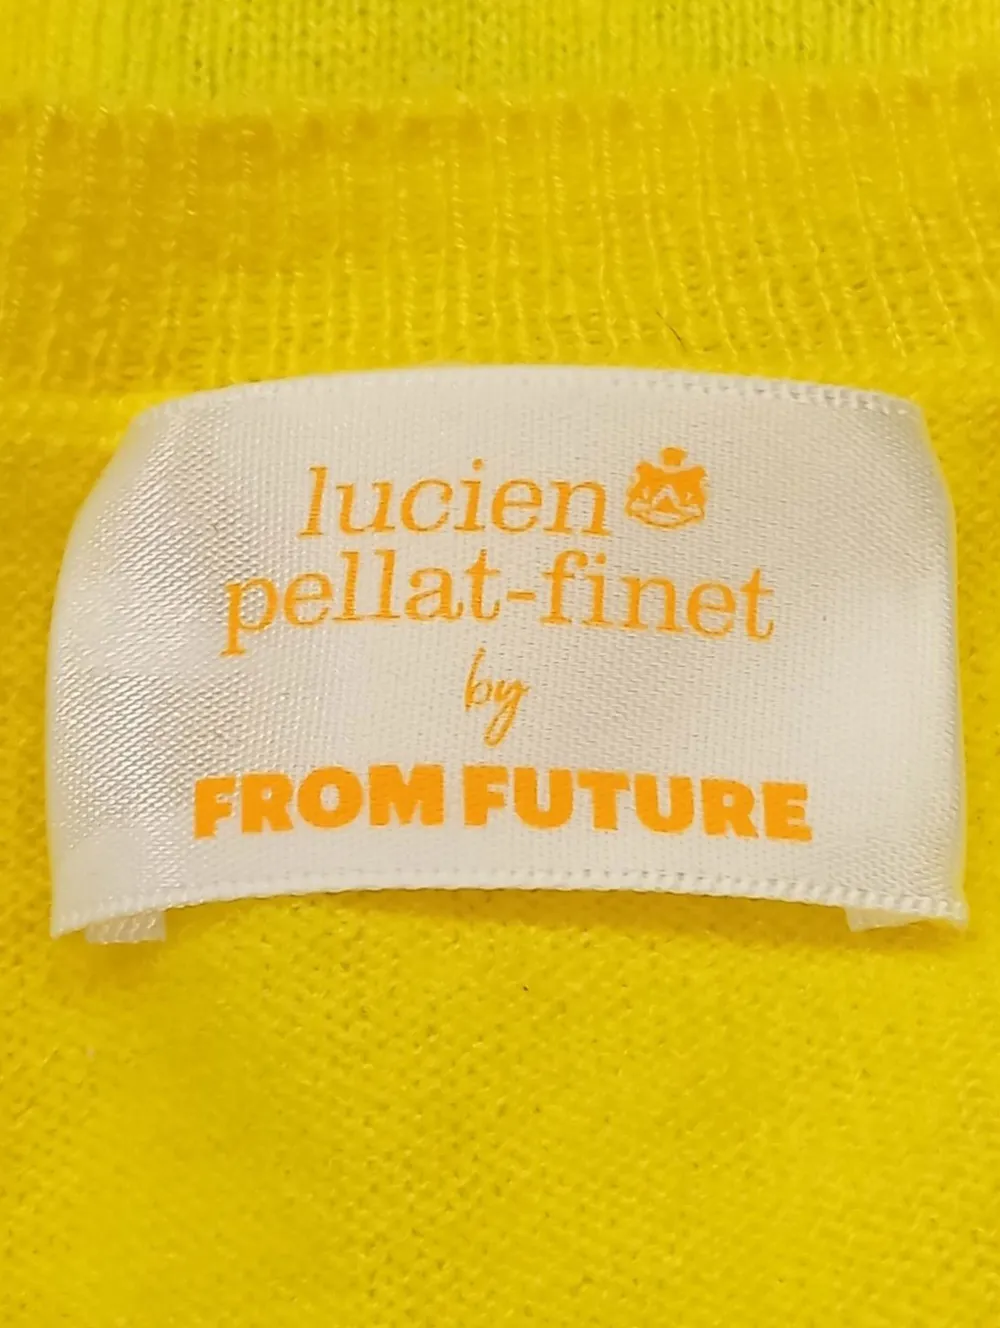 lucien
pellat-finet
by
FROM FUTURE